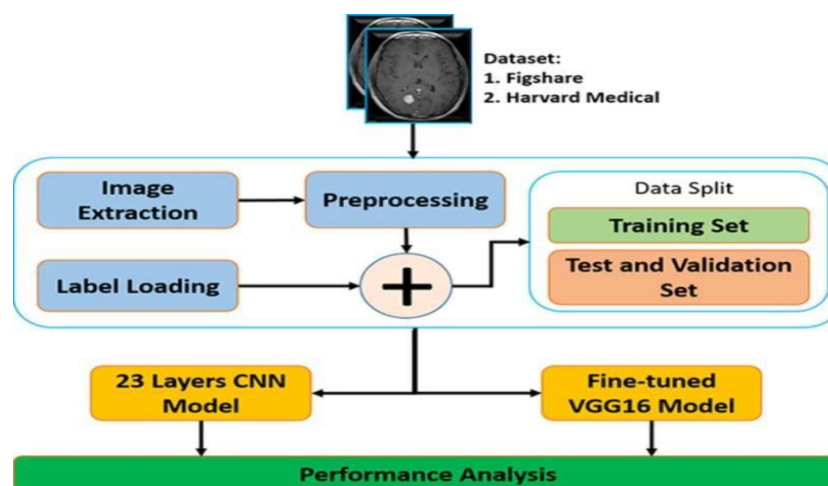 Dataset:
1. Figshare
2. Harvard Medical
Image
Extraction
Preprocessing
Label Loading
+
Data Split
Training Set
Test and Validation
Set
23 Layers CNN
Model
Fine-tuned
VGG16 Model
Performance Analysis